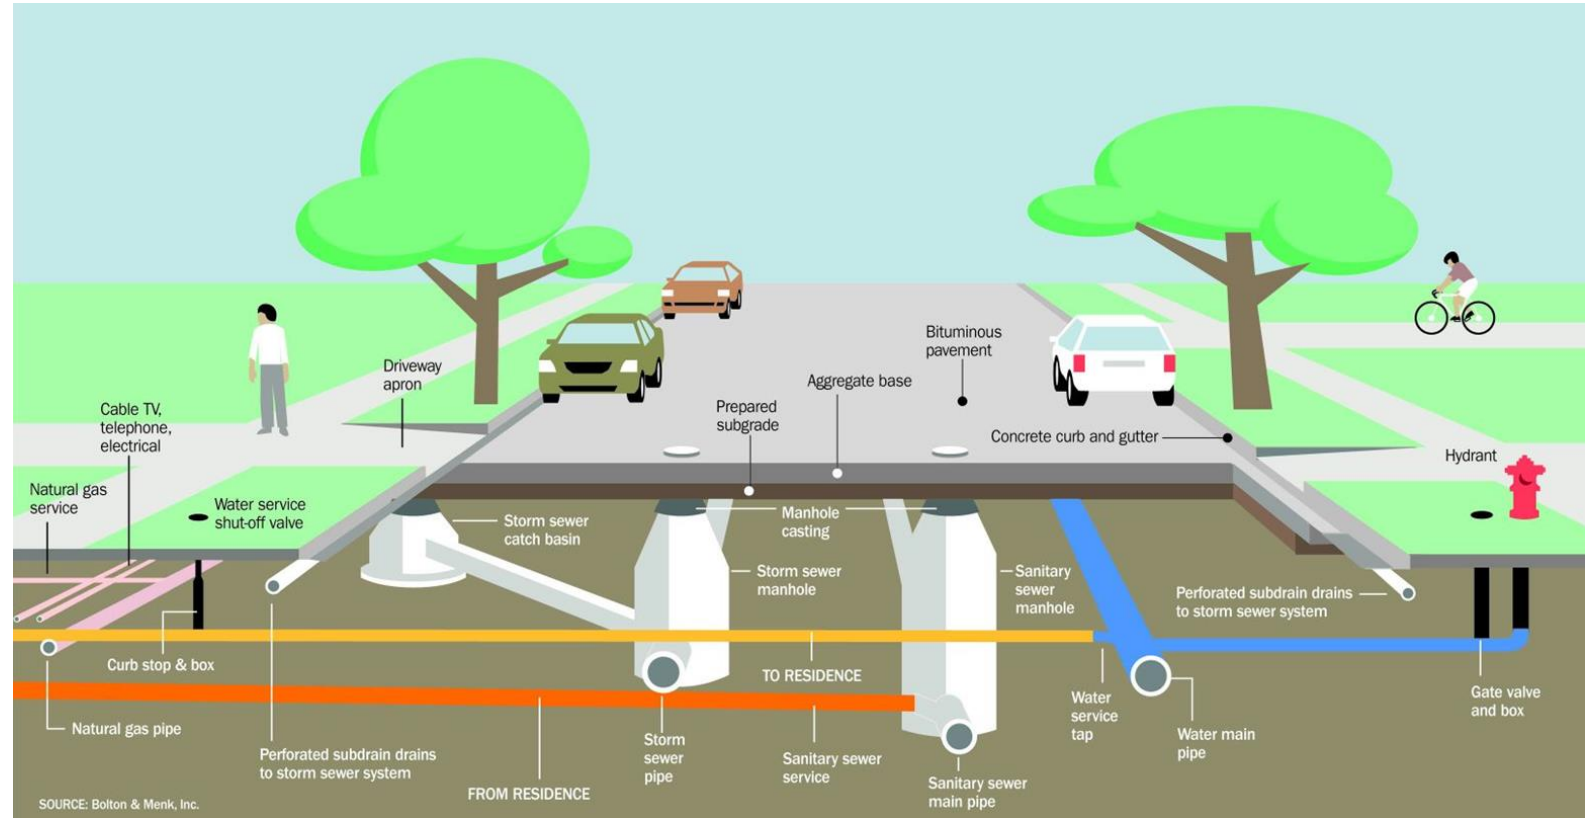 Bituminous
pavement
Driveway
apron
Aggregate base
Cable TV,
telephone,
electrical
Prepared
subgrade
Concrete curb and gutter
Hydrant
Natural gas
service
Water service
shut-off valve
Storm sewer
catch basin
Manhole
casting
Storm sewer
manhole
Sanitary
sewer
manhole
Perforated subdrain drains
to storm sewer system
Curb stop & box
TO RESIDENCE
Natural gas pipe
Perforated subdrain drains
to storm sewer system
FROM RESIDENCE
Storm
sewer
pipe
Sanitary sewer
service
Sanitary sewer
main pipe
Water
service
tap
Water main
pipe
Gate valve
and box
SOURCE: Bolton & Menk, Inc.